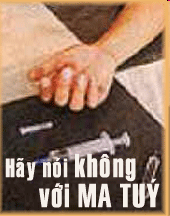 Hãy nói không
với MA TUÝ